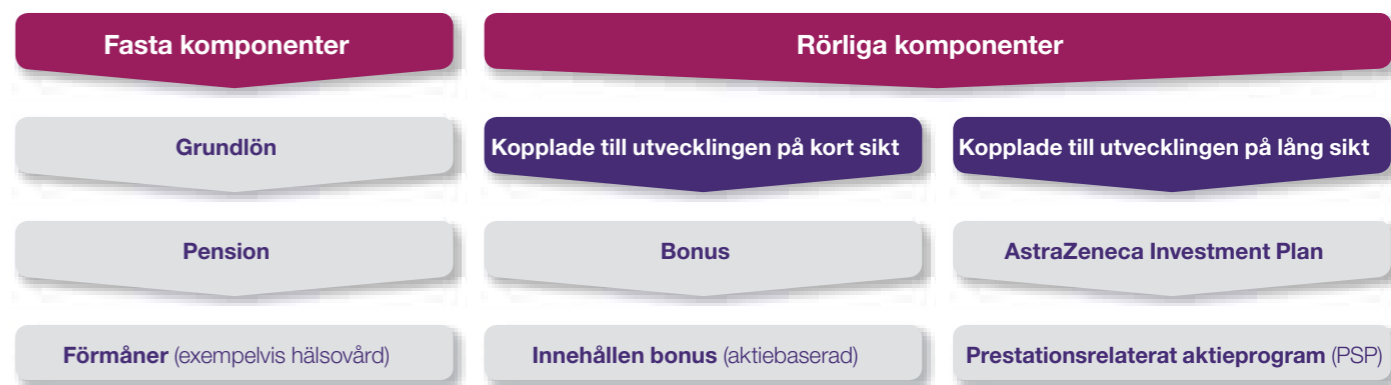 Fasta komponenter
Rörliga komponenter
Grundlön
Kopplade till utvecklingen på kort sikt
Kopplade till utvecklingen på lång sikt
Pension
Bonus
AstraZeneca Investment Plan
Förmåner (exempelvis hälsovård)
Innehållen bonus (aktiebaserad)
Prestationsrelaterat aktieprogram (PSP)